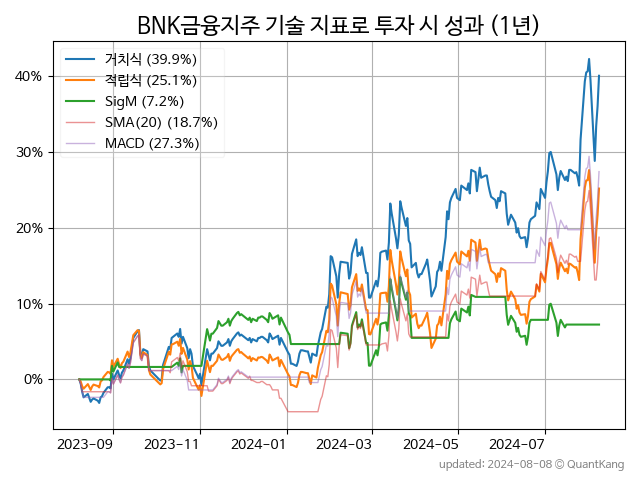 BNK금융지주 기술 지표로 투자 시 성과 (1년)
거치식 (39.9%)
적립식 (25.1%)
SigM (7.2%)
SMA(20) (18.7%)
MACD (27.3%)
40%
30%
20%
10%
0%
2023-09 2023-11 2024-01 2024-03 2024-05 2024-07
updated: 2024-08-08 © QuantKang